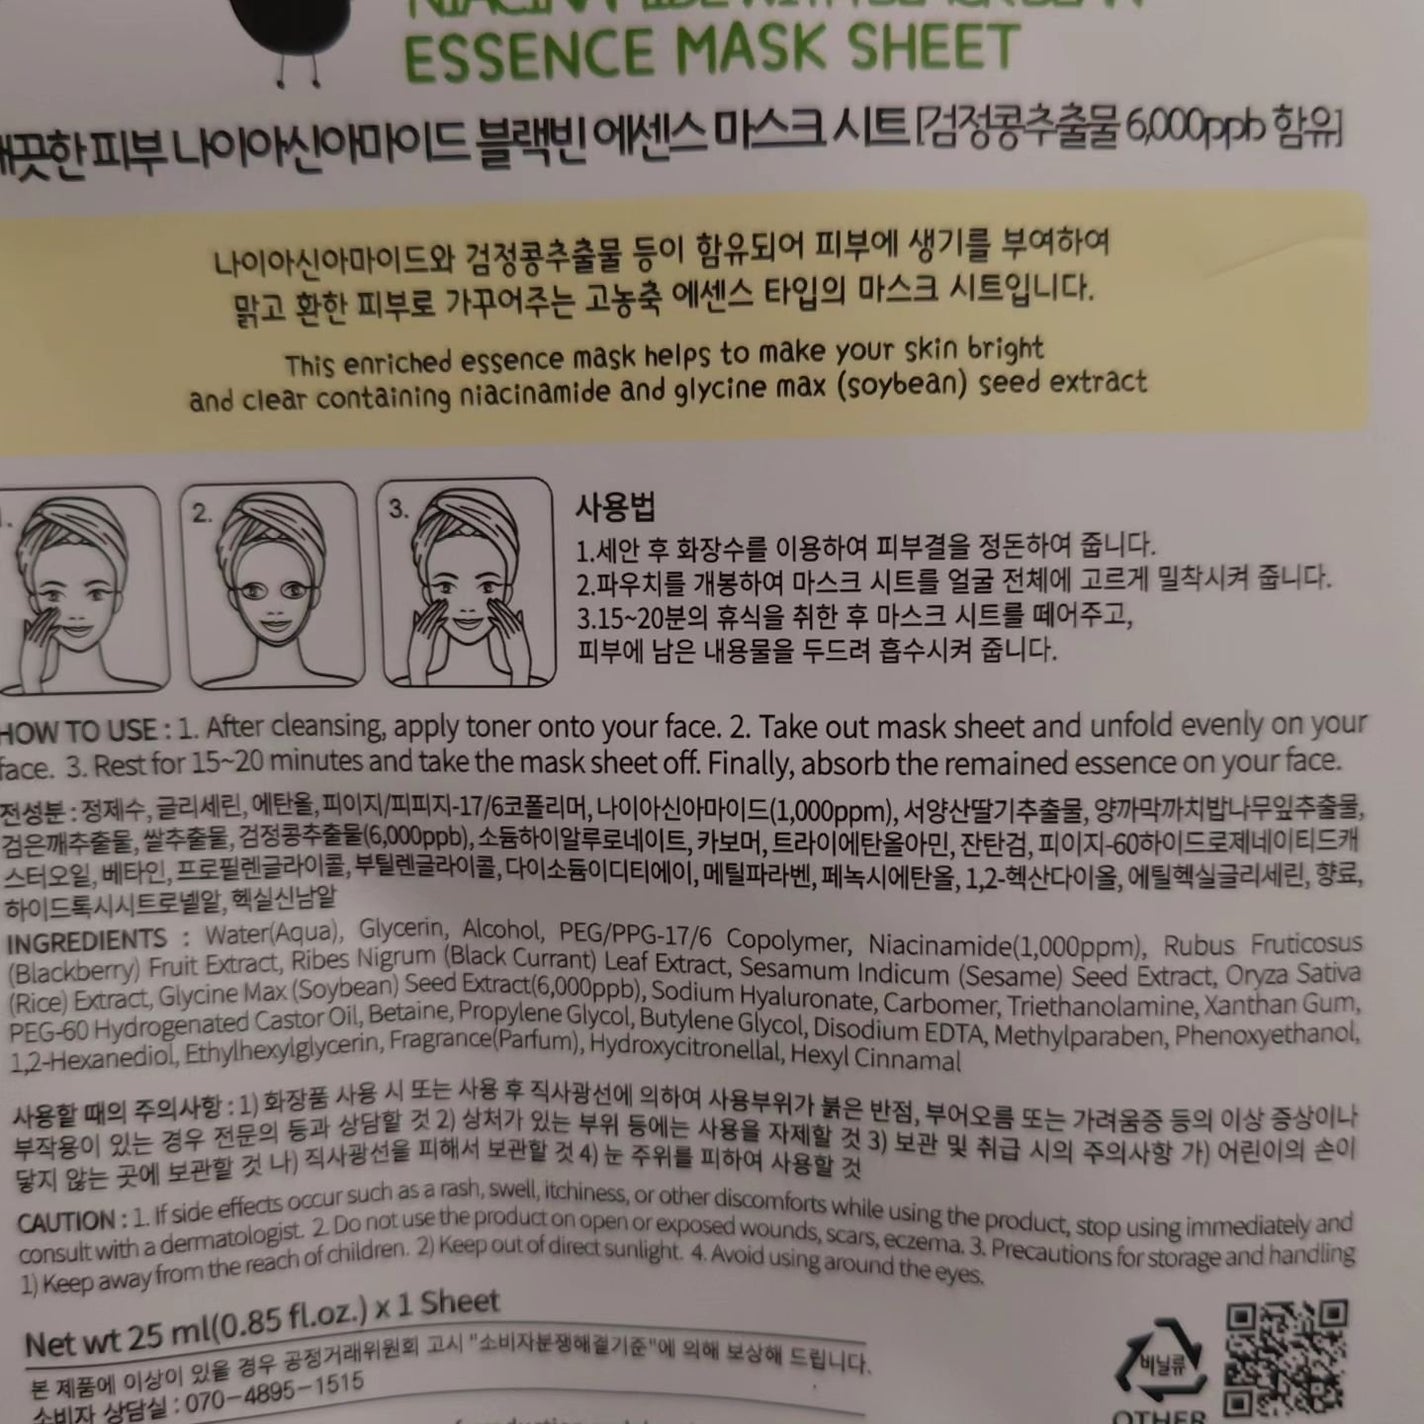 ESSENCE MASK SHEET
깨끗한 피부 나이아신아마이드 블랙빈 에센스 마스크 시트 [검정콩추출물 6,000ppb 함유]
나이아신아마이드와 검정콩추출물 등이 함유되어 피부에 생기를 부여하여
맑고 환한 피부로 가꾸어주는 고농축 에센스 타입의 마스크 시트입니다.
This enriched essence mask helps to make your skin bright
and clear containing niacinamide and glycine max (soybean) seed extract
1.
2.
3.
사용법
1.세안 후 화장수를 이용하여 피부결을 정돈하여 줍니다.
2.파우치를 개봉하여 마스크 시트를 얼굴 전체에 고르게 밀착시켜 줍니다.
3.15~20분의 휴식을 취한 후 마스크 시트를 떼어주고,
피부에 남은 내용물을 두드려 흡수시켜 줍니다.
HOW TO USE : 1. After cleansing, apply toner onto your face. 2. Take out mask sheet and unfold evenly on your
face. 3. Rest for 15~20 minutes and take the mask sheet off. Finally, absorb the remained essence on your face.
전성분 : 정제수, 글리세린, 에탄올, 피이지/피피지-17/6코폴리머, 나이아신아마이드(1,000ppm), 서양산딸기추출물, 양까막까치밥나무잎추출물,
검은깨추출물, 쌀추출물, 검정콩추출물(6,000ppb), 소듐하이알루로네이트, 카보머, 트라이에탄올아민, 잔탄검, 피이지-60하이드로제네이티드캐
스터오일, 베타인, 프로필렌글라이콜, 부틸렌글라이콜, 다이소듐이디티에이, 메틸파라벤, 페녹시에탄올, 1,2-헥산다이올, 에틸헥실글리세린, 향료,
하이드록시시트로넬알, 헥실신남알
INGREDIENTS : Water(Aqua), Glycerin, Alcohol, PEG/PPG-17/6 Copolymer, Niacinamide(1,000ppm), Rubus Fruticosus
(Blackberry) Fruit Extract, Ribes Nigrum (Black Currant) Leaf Extract, Sesamum Indicum (Sesame) Seed Extract, Oryza Sativa
(Rice) Extract, Glycine Max (Soybean) Seed Extract(6,000ppb), Sodium Hyaluronate, Carbomer, Triethanolamine, Xanthan Gum,
PEG-60 Hydrogenated Castor Oil, Betaine, Propylene Glycol, Butylene Glycol, Disodium EDTA, Methylparaben, Phenoxyethanol,
1,2-Hexanediol, Ethylhexylglycerin, Fragrance(Parfum), Hydroxycitronellal, Hexyl Cinnamal
사용할 때의 주의사항 : 1) 화장품 사용 시 또는 사용 후 직사광선에 의하여 사용부위가 붉은 반점, 부어오름 또는 가려움증 등의 이상 증상이나
부작용이 있는 경우 전문의 등과 상담할 것 2) 상처가 있는 부위 등에는 사용을 자제할 것 3) 보관 및 취급 시의 주의사항 가) 어린이의 손이
닿지 않는 곳에 보관할 것 나) 직사광선을 피해서 보관할 것 4) 눈 주위를 피하여 사용할 것
CAUTION : 1. If side effects occur such as a rash, swell, itchiness, or other discomforts while using the product, stop using immediately and
consult with a dermatologist. 2. Do not use the product on open or exposed wounds, scars, eczema. 3. Precautions for storage and handling
1) Keep away from the reach of children. 2) Keep out of direct sunlight. 4. Avoid using around the eyes.
Net wt 25 ml(0.85 fl.oz.) x 1 Sheet
본 제품에 이상이 있을 경우 공정거래위원회 고시 "소비자분쟁해결기준"에 의해 보상해 드립니다.
소비자 상담실 : 070-4895-1515
비닐류
OTHER